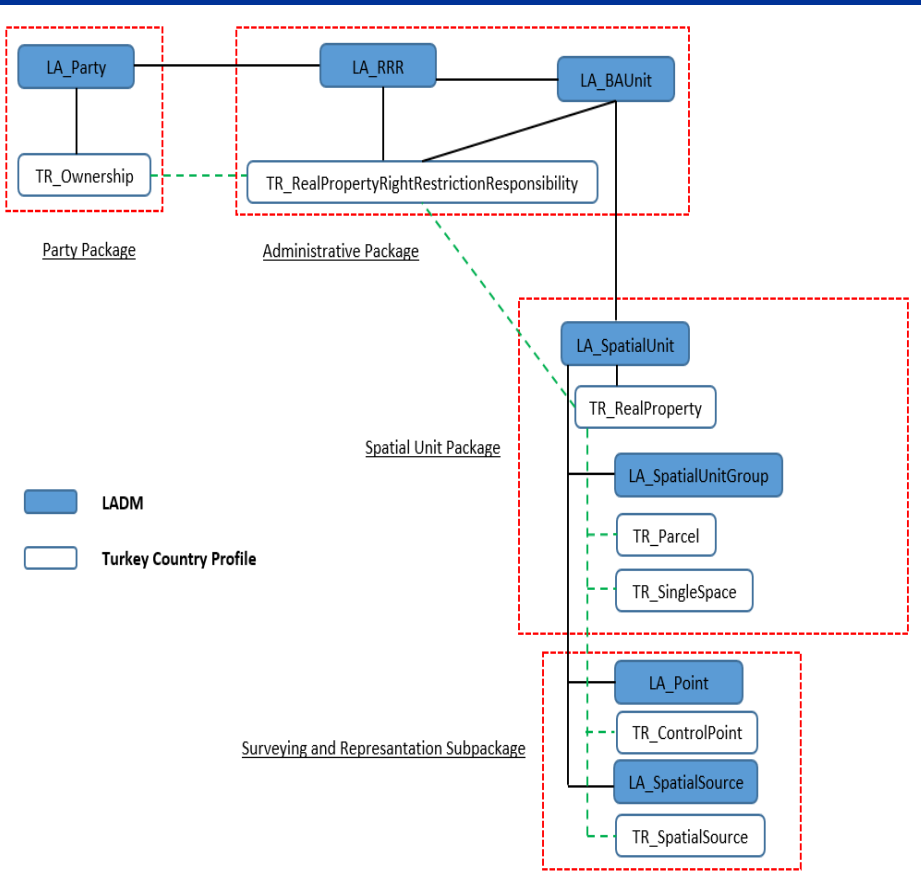 LA_Party
LA_RRR
LA_BAUnit
TR_Ownership
TR_RealPropertyRightRestrictionResponsibility
Party Package
Administrative Package
LA_SpatialUnit
TR_RealProperty
Spatial Unit Package
LA_SpatialUnitGroup
LADM
TR_Parcel
Turkey Country Profile
TR_SingleSpace
LA_Point
TR_ControlPoint
Surveying and Represantation Subpackage
LA_SpatialSource
TR_SpatialSource